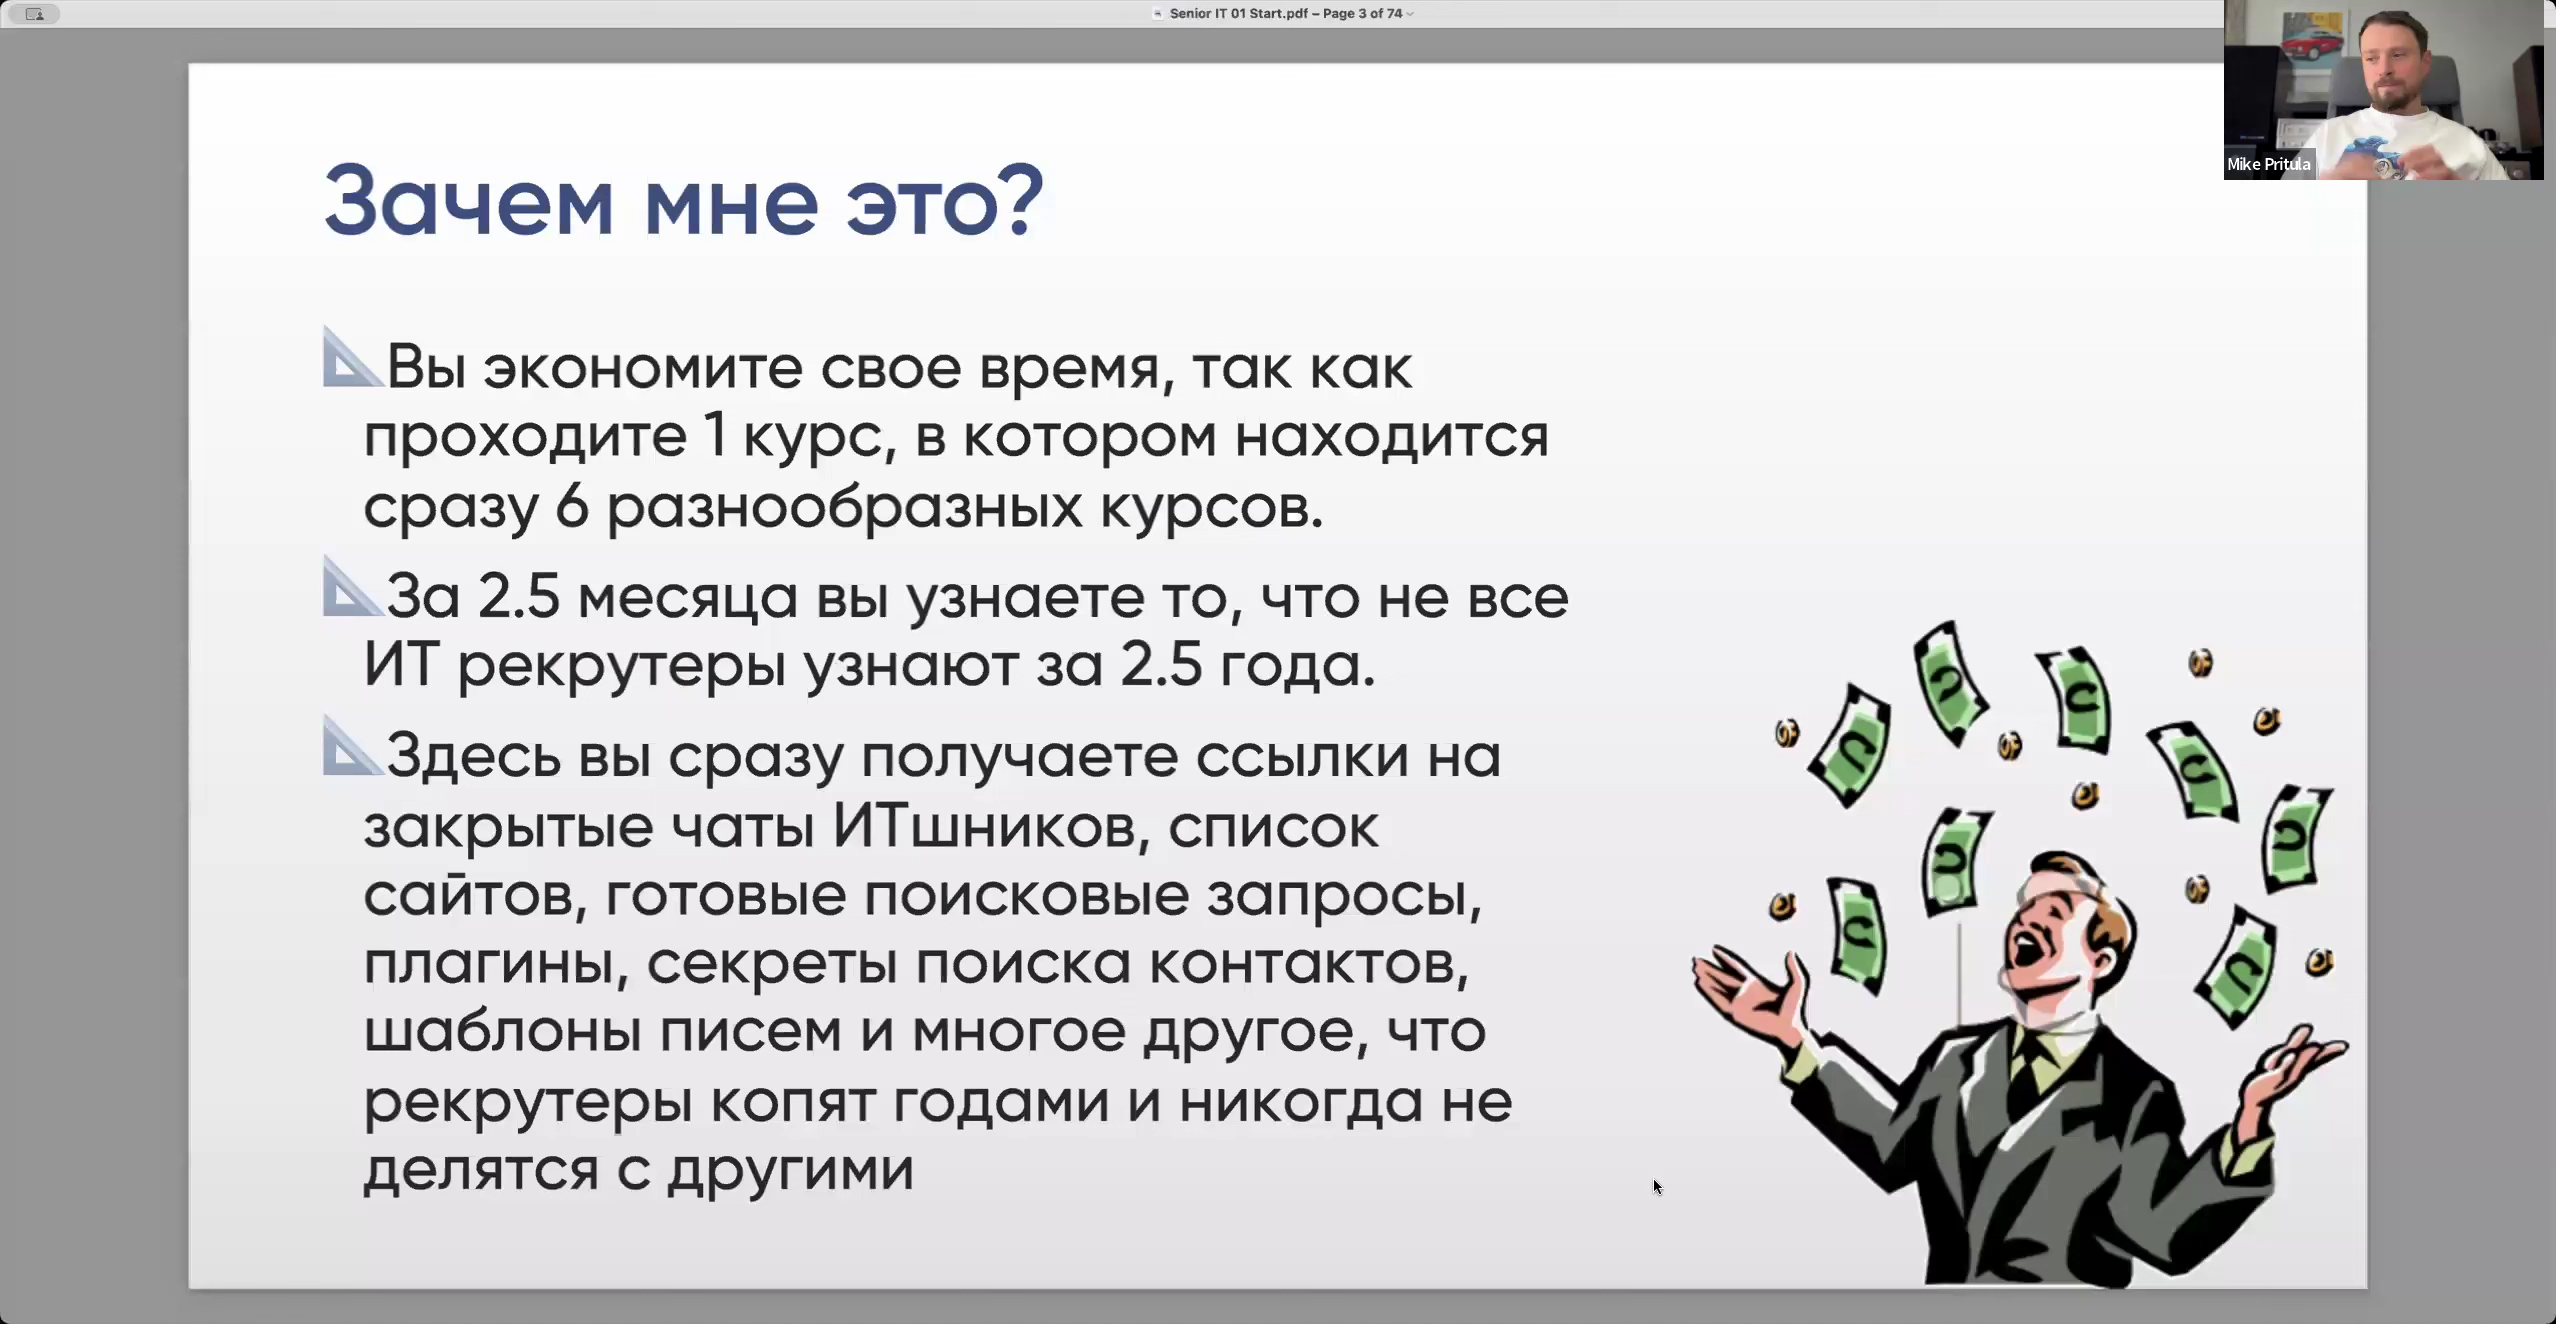 Senior IT 01 Start.pdf – Page 3 of 74
Mike Pritula
Зачем мне это?
Вы экономите свое время, так как
проходите 1 курс, в котором находится
сразу 6 разнообразных курсов.
За 2.5 месяца вы узнаете то, что не все
ИТ рекрутеры узнают за 2.5 года.
Здесь вы сразу получаете ссылки на
закрытые чаты ИТшников, список
сайтов, готовые поисковые запросы,
плагины, секреты поиска контактов,
шаблоны писем и многое другое, что
рекрутеры копят годами и никогда не
делятся с другими